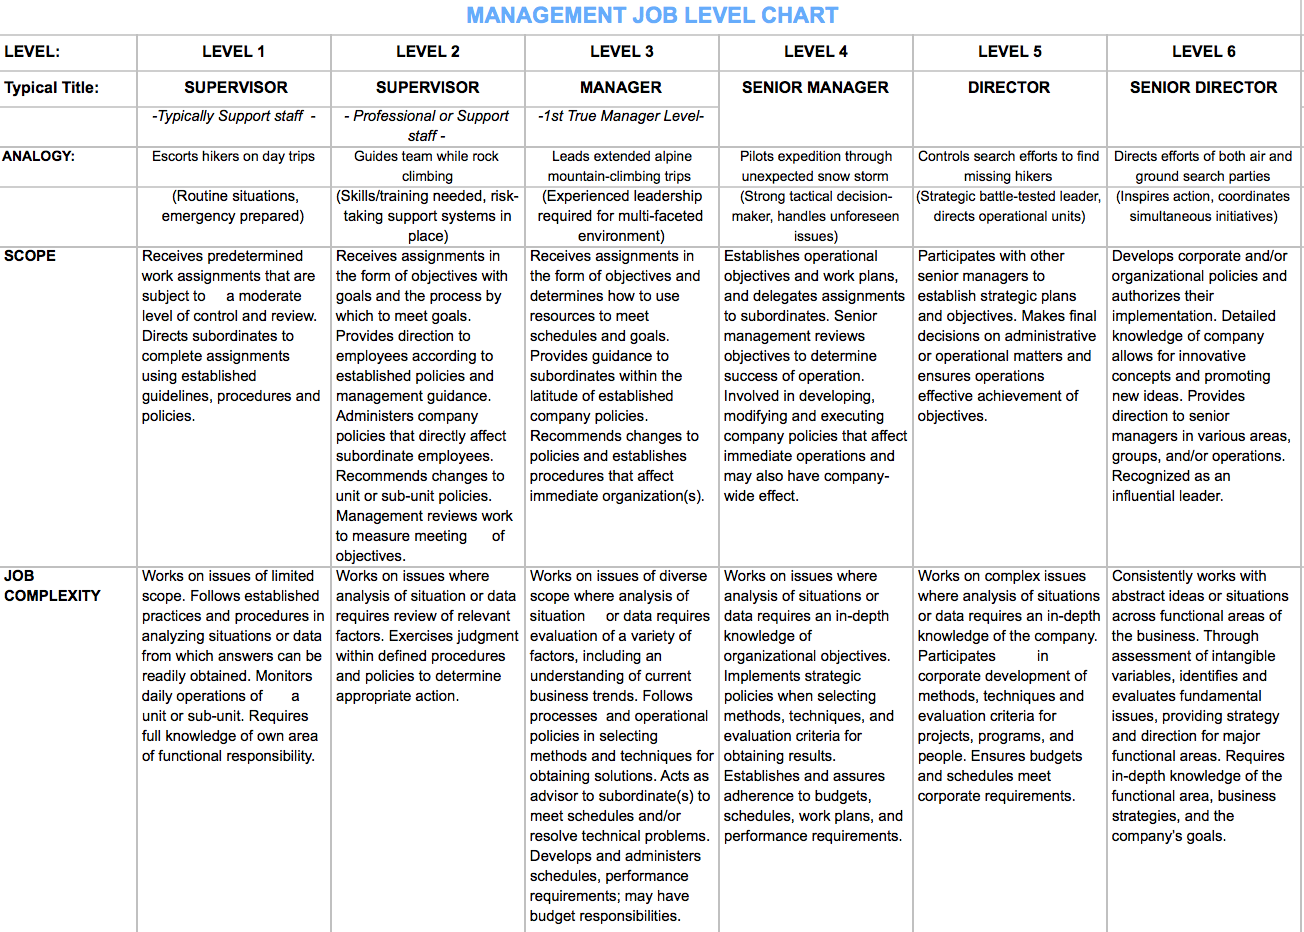 MANAGEMENT JOB LEVEL CHART
LEVEL:
LEVEL 1
LEVEL 2
LEVEL 3
LEVEL 4
LEVEL 5
LEVEL 6
Typical Title:
SUPERVISOR
SUPERVISOR
MANAGER
SENIOR MANAGER
DIRECTOR
SENIOR DIRECTOR
-Typically Support staff -
- Professional or Support
staff -
-1st True Manager Level-
ANALOGY:
Escorts hikers on day trips
Guides team while rock
climbing
Leads extended alpine
mountain-climbing trips
Pilots expedition through
unexpected snow storm
Controls search efforts to find
missing hikers
Directs efforts of both air and
ground search parties
(Routine situations,
emergency prepared)
(Skills/training needed, risk-
taking support systems in
place)
(Experienced leadership
required for multi-faceted
environment)
(Strong tactical decision-
maker, handles unforeseen
issues)
(Strategic battle-tested leader,
directs operational units)
(Inspires action, coordinates
simultaneous initiatives)
SCOPE
Receives predetermined
work assignments that are
subject to a moderate
level of control and review.
Directs subordinates to
complete assignments
using established
guidelines, procedures and
policies.
Receives assignments in
the form of objectives with
goals and the process by
which to meet goals.
Provides direction to
employees according to
established policies and
management guidance.
Administers company
policies that directly affect
subordinate employees.
Recommends changes to
unit or sub-unit policies.
Management reviews work
to measure meeting of
objectives.
Receives assignments in
the form of objectives and
determines how to use
resources to meet
schedules and goals.
Provides guidance to
subordinates within the
latitude of established
company policies.
Recommends changes to
policies and establishes
procedures that affect
immediate organization(s).
Establishes operational
objectives and work plans,
and delegates assignments
to subordinates. Senior
management reviews
objectives to determine
success of operation.
Involved in developing,
modifying and executing
company policies that affect
immediate operations and
may also have company-
wide effect.
Participates with other
senior managers to
establish strategic plans
and objectives. Makes final
decisions on administrative
or operational matters and
ensures operations
effective achievement of
objectives.
Develops corporate and/or
organizational policies and
authorizes their
implementation. Detailed
knowledge of company
allows for innovative
concepts and promoting
new ideas. Provides
direction to senior
managers in various areas,
groups, and/or operations.
Recognized as an
influential leader.
JOB
COMPLEXITY
Works on issues of limited
scope. Follows established
practices and procedures in
analyzing situations or data
from which answers can be
readily obtained. Monitors
daily operations of a
unit or sub-unit. Requires
full knowledge of own area
of functional responsibility.
Works on issues where
analysis of situation or data
requires review of relevant
factors. Exercises judgment
within defined procedures
and policies to determine
appropriate action.
Works on issues of diverse
scope where analysis of
situation or data requires
evaluation of a variety of
factors, including an
understanding of current
business trends. Follows
processes and operational
policies in selecting
methods and techniques for
obtaining solutions. Acts as
advisor to subordinate(s) to
meet schedules and/or
resolve technical problems.
Develops and administers
schedules, performance
requirements; may have
budget responsibilities.
Works on issues where
analysis of situations or
data requires an in-depth
knowledge of
organizational objectives.
Implements strategic
policies when selecting
methods, techniques, and
evaluation criteria for
obtaining results.
Establishes and assures
adherence to budgets,
schedules, work plans, and
performance requirements.
Works on complex issues
where analysis of situations
or data requires an in-depth
knowledge of the company.
Participates in
corporate development of
methods, techniques and
evaluation criteria for
projects, programs, and
people. Ensures budgets
and schedules meet
corporate requirements.
Consistently works with
abstract ideas or situations
across functional areas of
the business. Through
assessment of intangible
variables, identifies and
evaluates fundamental
issues, providing strategy
and direction for major
functional areas. Requires
in-depth knowledge of the
functional area, business
strategies, and the
company's goals.